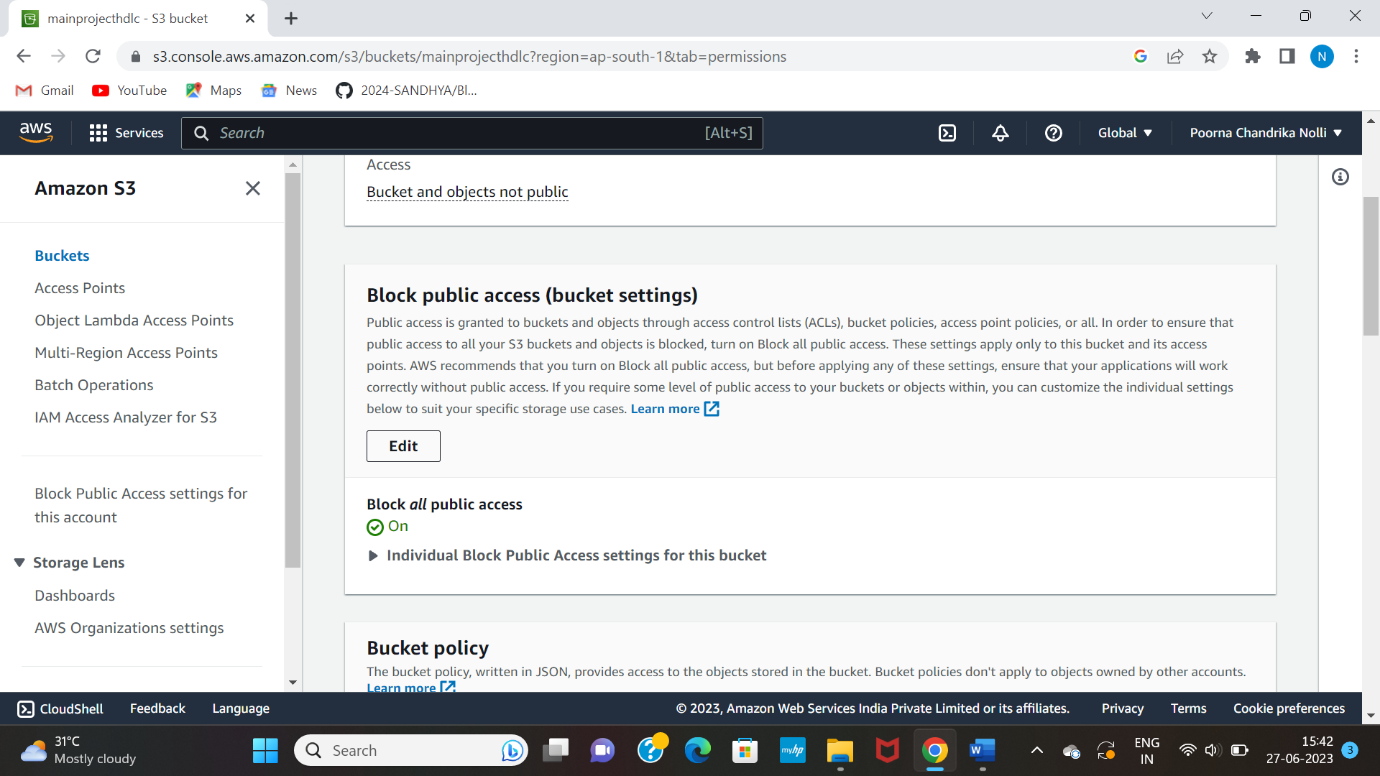 mainprojecthdlc - S3 bucket
s3.console.aws.amazon.com/s3/buckets/mainprojecthdlc?region=ap-south-1&tab=permissions
G
N
Gmail
YouTube
Maps
News
2024-SANDHYA/BI...
aws
Services
Search
[Alt+S]
Global
Poorna Chandrika Nolli
Amazon S3
Buckets
Access Points
Object Lambda Access Points
Multi-Region Access Points
Batch Operations
IAM Access Analyzer for S3
Block Public Access settings for
this account
Storage Lens
Dashboards
AWS Organizations settings
Access
Bucket and objects not public
Block public access (bucket settings)
Public access is granted to buckets and objects through access control lists (ACLs), bucket policies, access point policies, or all. In order to ensure that
public access to all your S3 buckets and objects is blocked, turn on Block all public access. These settings apply only to this bucket and its access
points. AWS recommends that you turn on Block all public access, but before applying any of these settings, ensure that your applications will work
correctly without public access. If you require some level of public access to your buckets or objects within, you can customize the individual settings
below to suit your specific storage use cases. Learn more
Edit
Block all public access
On
Individual Block Public Access settings for this bucket
Bucket policy
The bucket policy, written in JSON, provides access to the objects stored in the bucket. Bucket policies don't apply to objects owned by other accounts.
Learn more
CloudShell
Feedback
Language
© 2023, Amazon Web Services India Private Limited or its affiliates.
Privacy
Terms
Cookie preferences
31°C
Mostly cloudy
Search
myhp
W
ENG
IN
15:42
27-06-2023
3